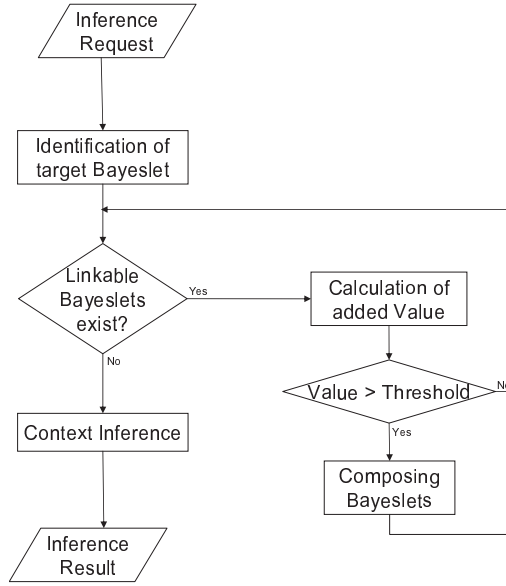 Inference
Request
Identification of
target Bayeslet
Linkable
Bayeslets
exist?
Yes
No
Calculation of
added Value
Value > Threshold
No
Yes
Composing
Bayeslets
Context Inference
Inference
Result